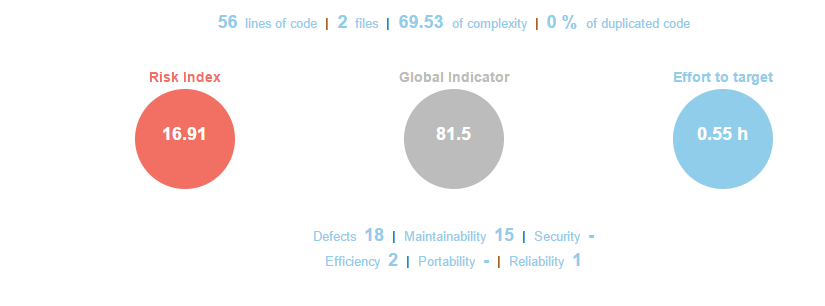 56 lines of code | 2 files | 69.53 of complexity | 0 % of duplicated code
Risk Index Global Indicator Effort to target
16.91 81.5 0.55 h
Defects 18 | Maintainability 15 | Security -
Efficiency 2 | Portability - | Reliability 1